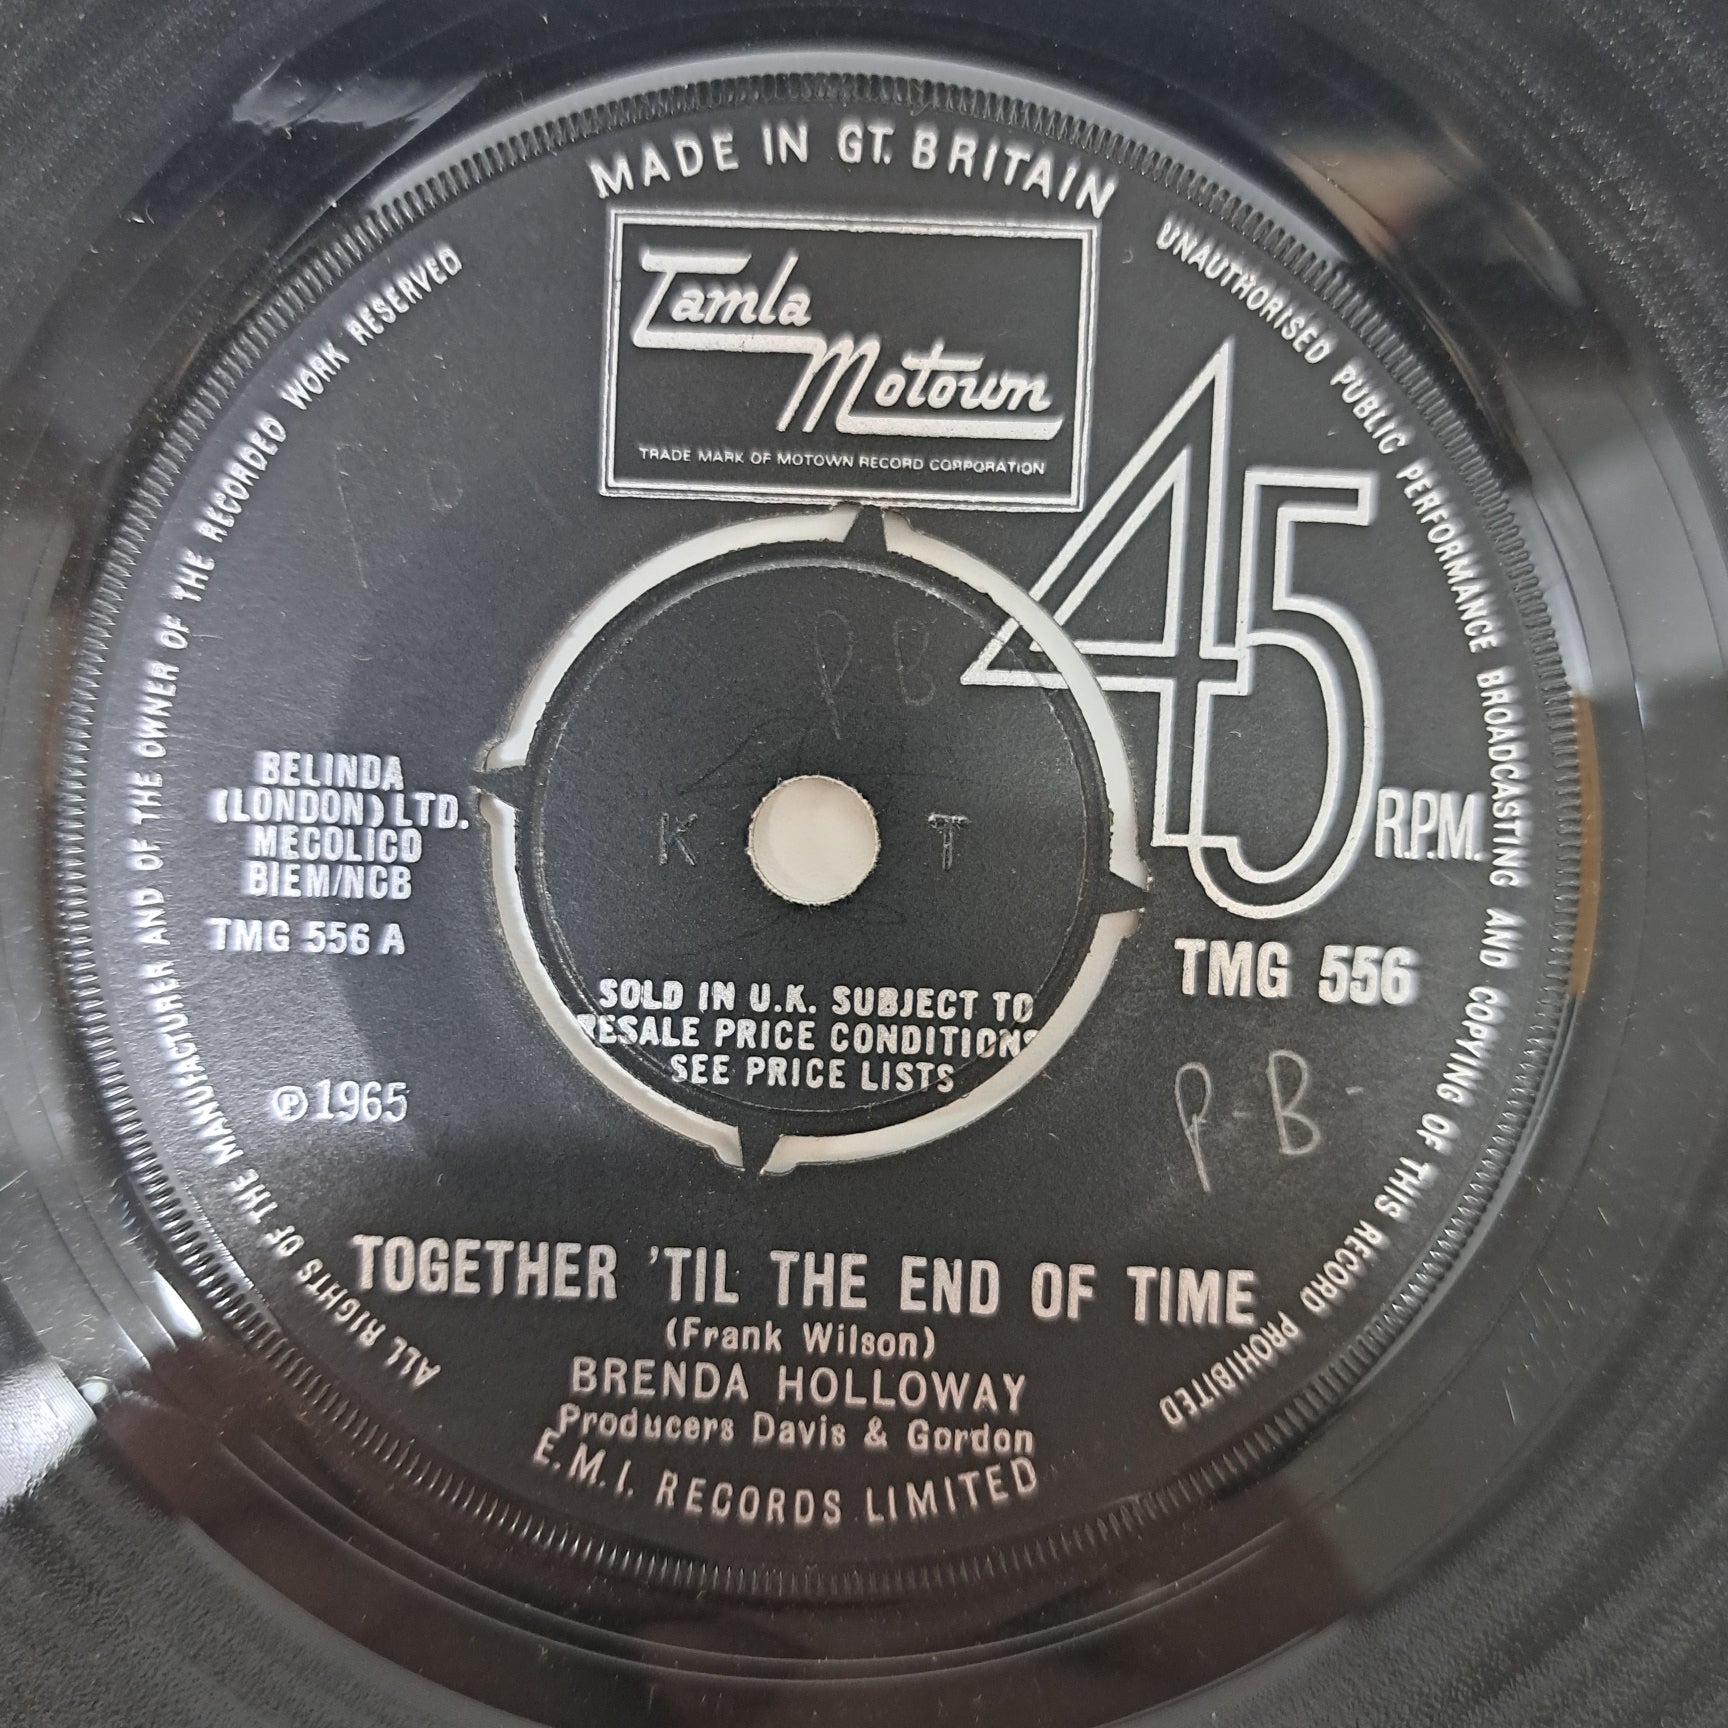 MADE IN GT. BRITAIN
Tamla
Motown
TRADE MARK OF MOTOWN RECORD CORPORATION
ALL RIGHTS OF THE MANUFACTURER AND OF THE OWNER OF THE RECORDED WORK RESERVED
UNAUTHORISED PUBLIC PERFORMANCE BROADCASTING AND COPYING OF THIS RECORD PROHIBITED
45
R.P.M.
P B
P B
BELINDA
(LONDON) LTD.
MECOLICO
BIEM/NCB
TMG 556 A
K T
TMG 556
SOLD IN U.K. SUBJECT TO
RESALE PRICE CONDITIONS
SEE PRICE LISTS
℗ 1965
P-B-
TOGETHER 'TIL THE END OF TIME
(Frank Wilson)
BRENDA HOLLOWAY
Producers Davis & Gordon
E.M.I. RECORDS LIMITED